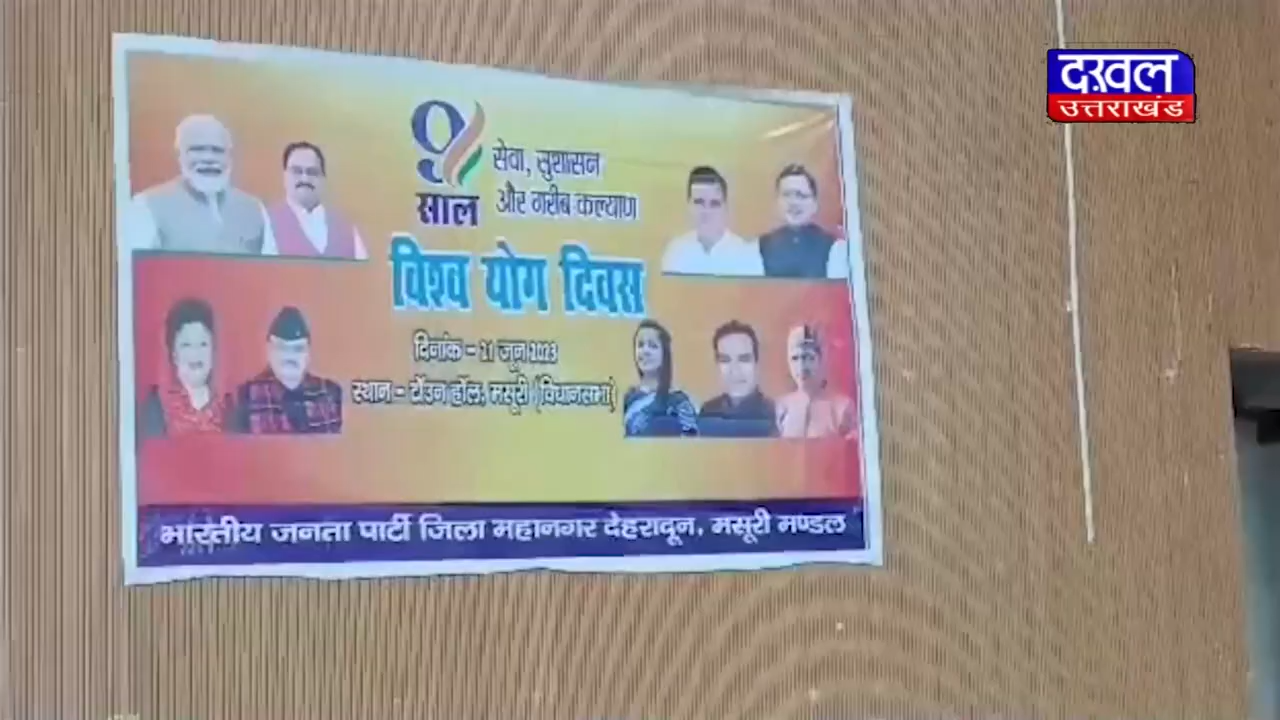 दख़ल
उत्तराखंड
९
साल
सेवा, सुशासन
और गरीब कल्याण
विश्व योग दिवस
दिनांक - 21 जून 2023
स्थान - टॉउन हॉल, मसूरी (विधानसभा)
भारतीय जनता पार्टी जिला महानगर देहरादून, मसूरी मण्डल